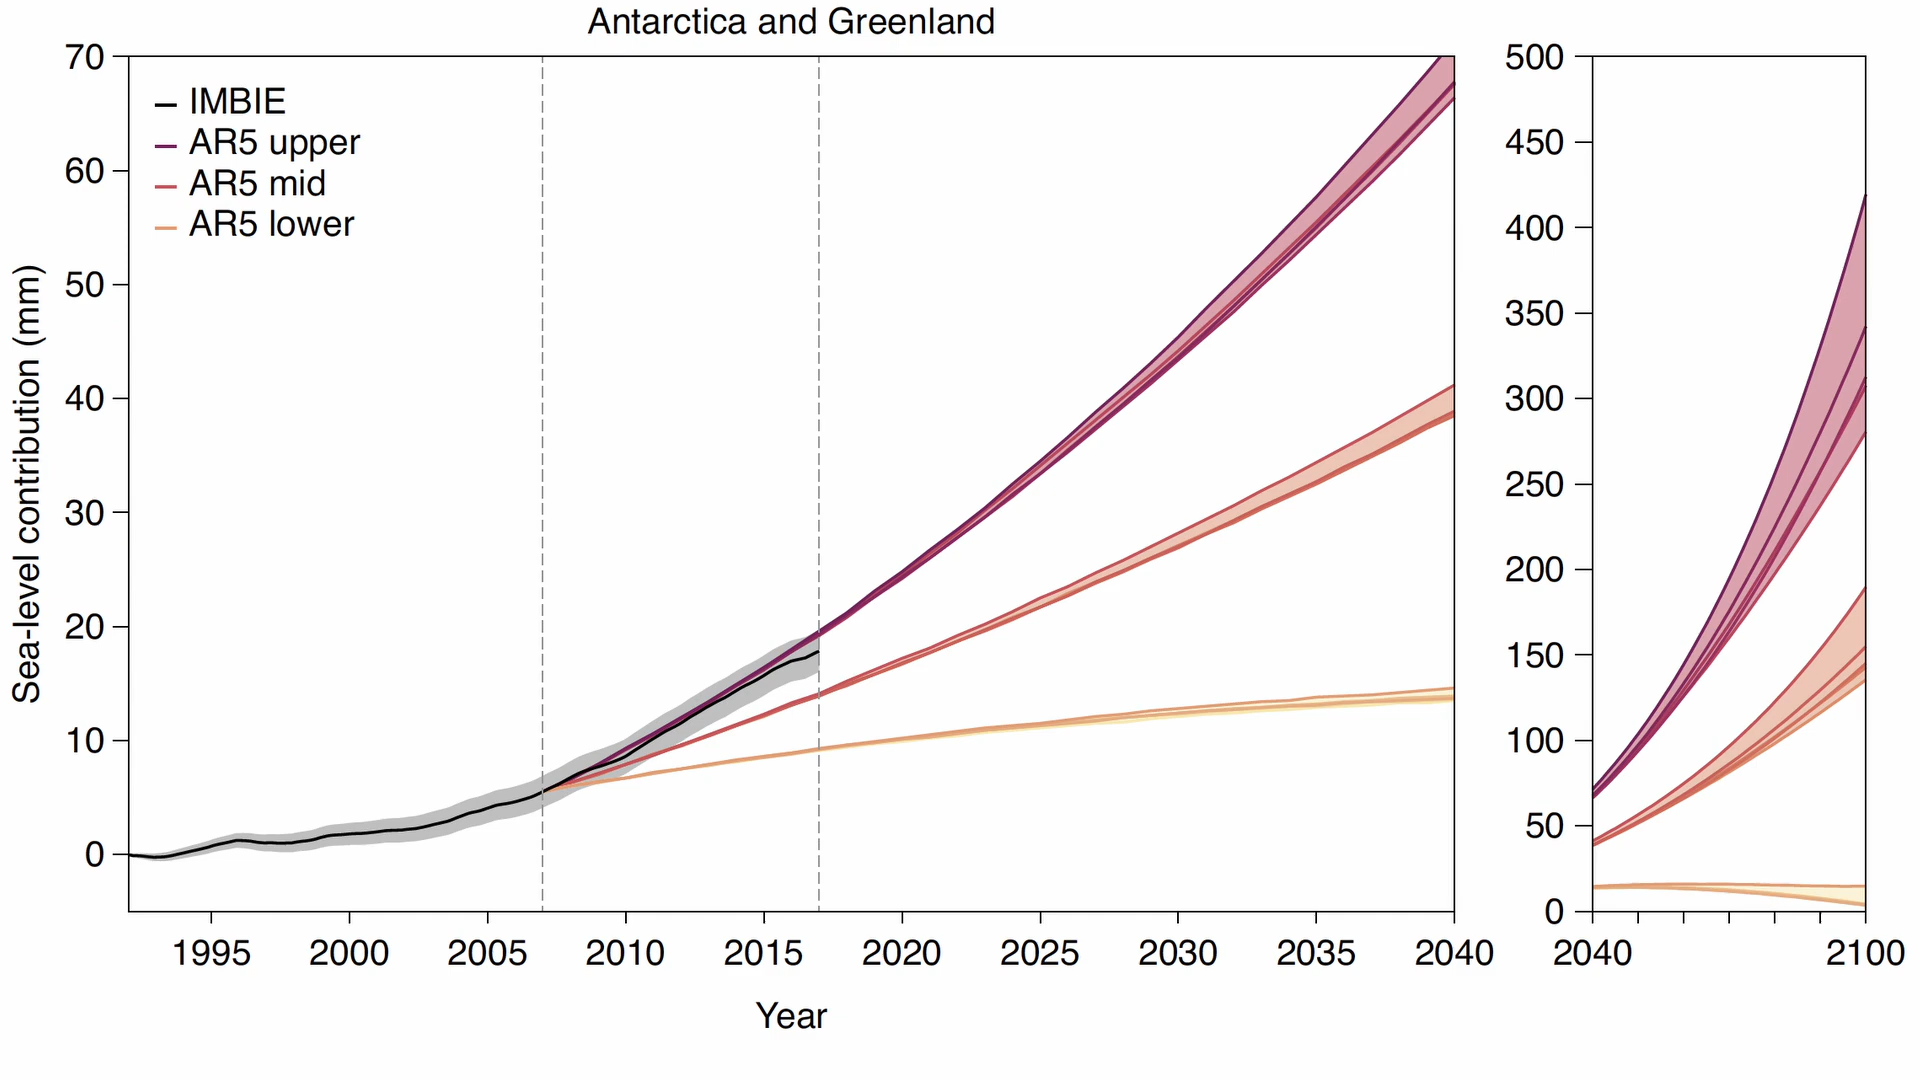 Antarctica and Greenland
IMBIE
AR5 upper
AR5 mid
AR5 lower
Sea-level contribution (mm)
70
60
50
40
30
20
10
0
1995 2000 2005 2010 2015 2020 2025 2030 2035 2040
Year
500
450
400
350
300
250
200
150
100
50
0
2040 2100